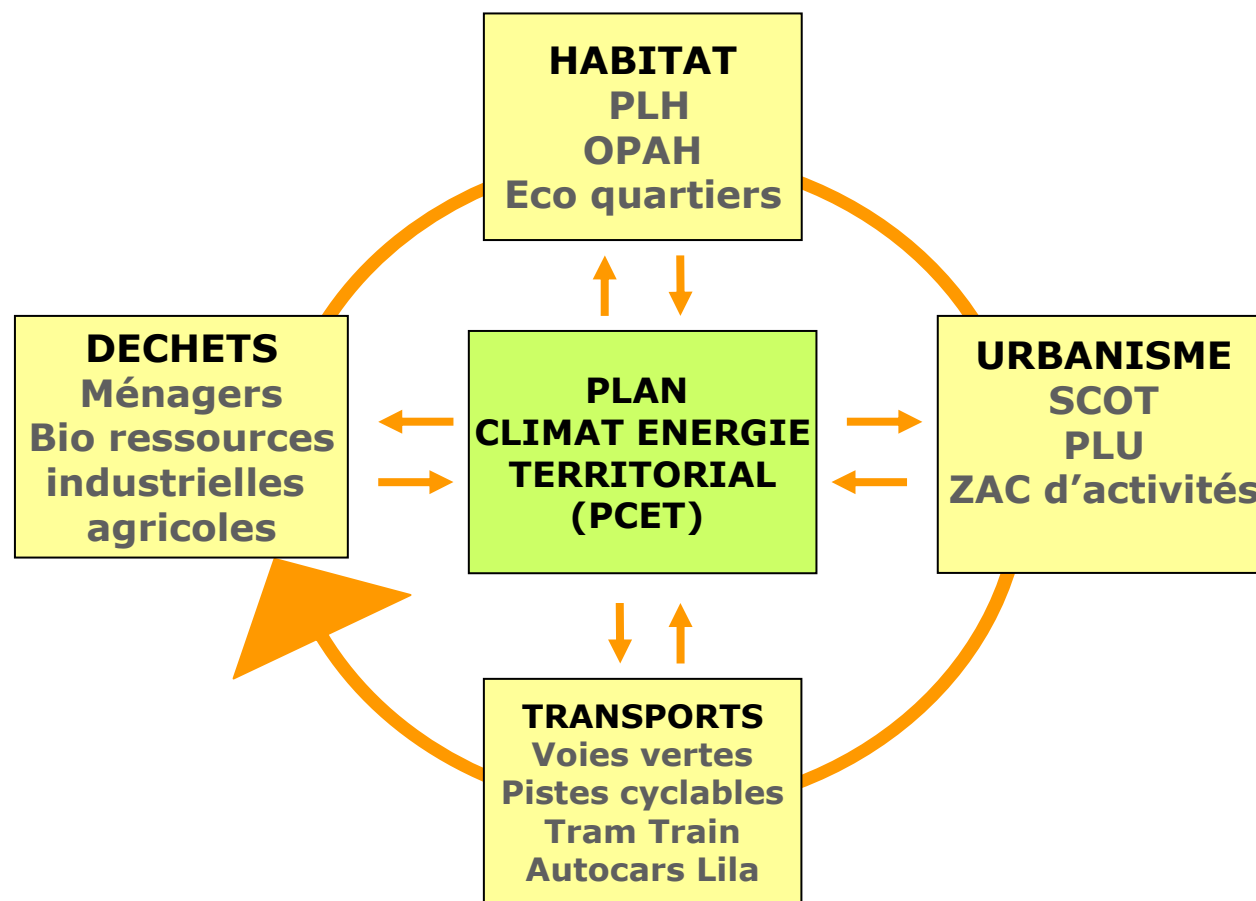 HABITAT
PLH
OPAH
Eco quartiers
DECHETS
Ménagers
Bio ressources
industrielles
agricoles
PLAN
CLIMAT ENERGIE
TERRITORIAL
(PCET)
URBANISME
SCOT
PLU
ZAC d’activités
TRANSPORTS
Voies vertes
Pistes cyclables
Tram Train
Autocars Lila